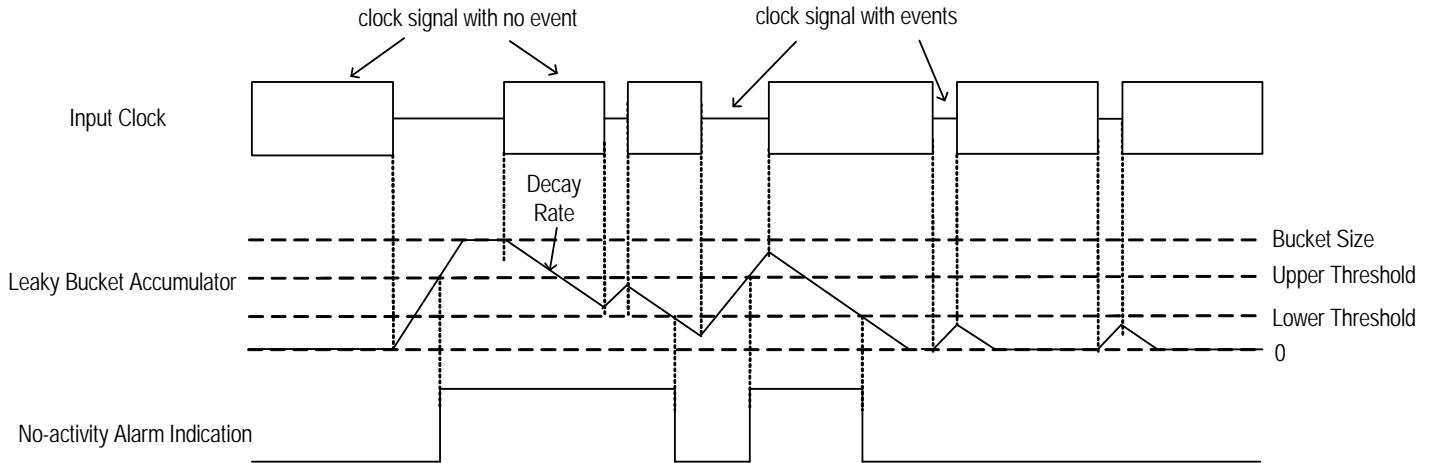 clock signal with no event
clock signal with events
Input Clock
Decay
Rate
Bucket Size
Leaky Bucket Accumulator
Upper Threshold
Lower Threshold
0
No-activity Alarm Indication